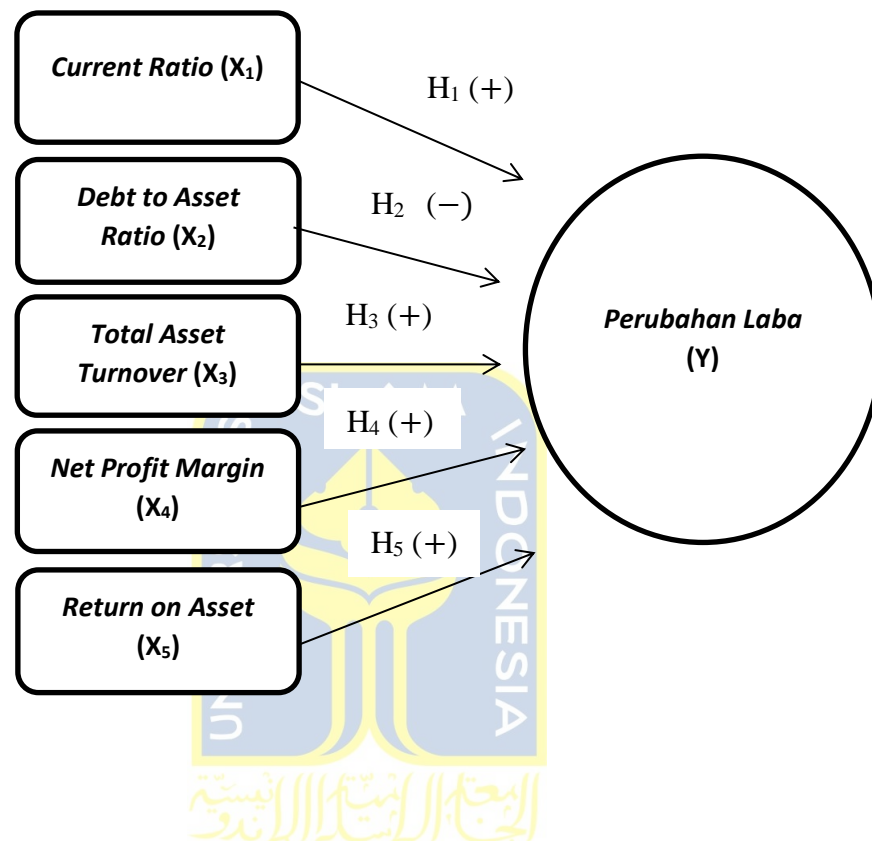 Current Ratio (X₁)
H₁ (+)
Debt to Asset
Ratio (X₂)
H₂ (−)
Total Asset
Turnover (X₃)
H₃ (+)
Perubahan Laba
(Y)
Net Profit Margin
(X₄)
H₄ (+)
Return on Asset
(X₅)
H₅ (+)
INDONESIA